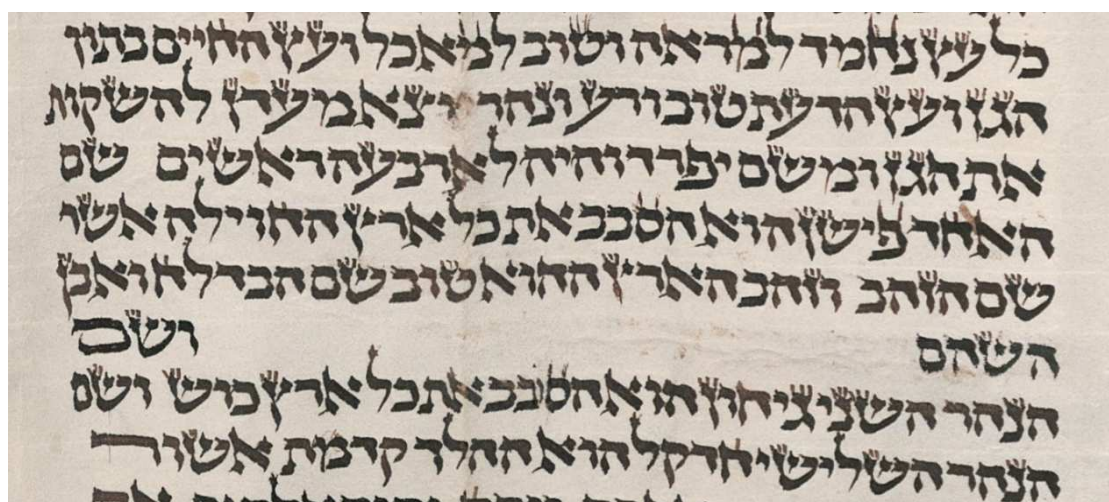 כל עץ נחמד למראה וטוב למאכל ועץ החיים בתוך
הגן ועץ הדעת טוב ורע ונהר יצא מעדן להשקות
את הגן ומשם יפרד והיה לארבעה ראשים שם
האחד פישון הוא הסבב את כל ארץ החוילה אשר
שם הזהב וזהב הארץ ההוא טוב שם הבדלח ואבן
השהם ושם
הנהר השני גיחון הוא הסבב את כל ארץ כוש ושם
הנהר השלישי חדקל הוא ההלך קדמת אשור